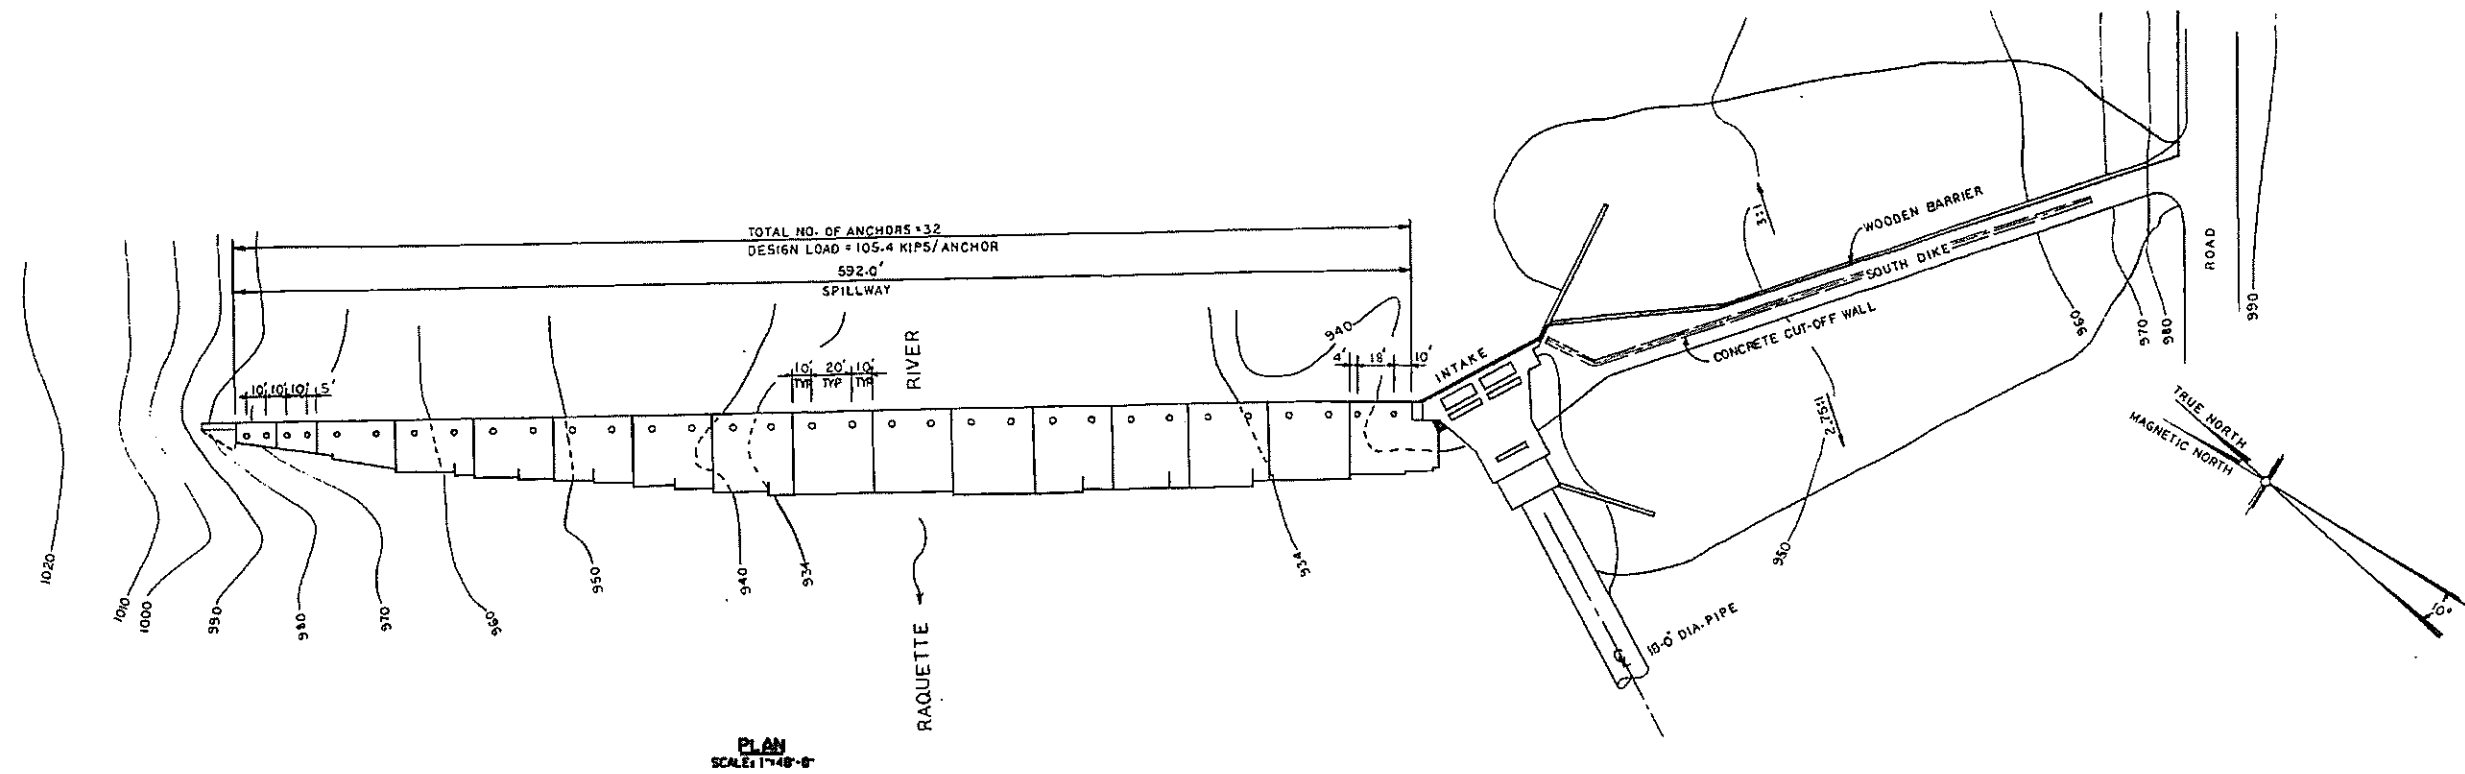 TOTAL NO. OF ANCHORS = 32
DESIGN LOAD = 105.4 KIPS/ANCHOR
592.0'
SPILLWAY
10' 10' 10' 5'
10' 20' 10'
TYP TYP TYP
RIVER
940
4' 18' 10'
INTAKE
3:1
WOODEN BARRIER
SOUTH DIKE
CONCRETE CUT-OFF WALL
ROAD
960
970
980
990
2.75:1
TRUE NORTH
MAGNETIC NORTH
10°
1020
1010
1000
990
980
970
960
950
940
934
934
950
RAQUETTE
18'-0" DIA. PIPE
℄
PLAN